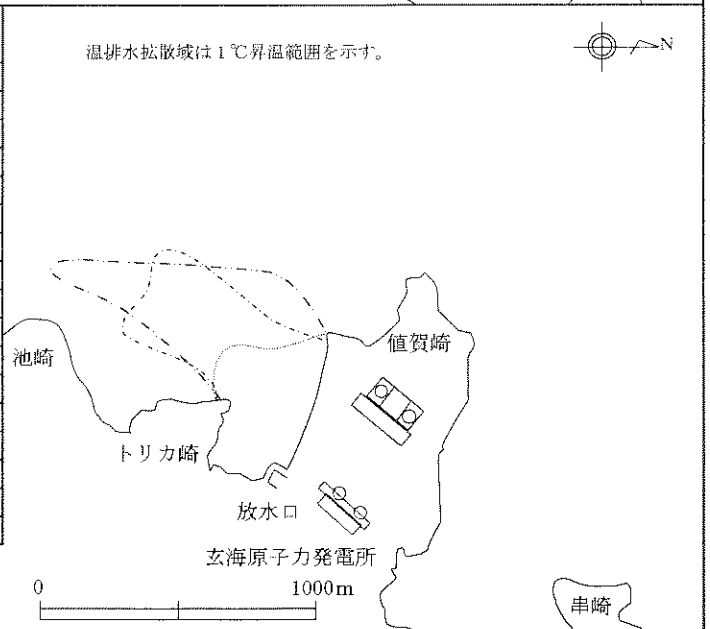 温排水拡散域は1℃昇温範囲を示す。
N
値賀崎
池崎
トリカ崎
放水口
玄海原子力発電所
0
1000m
串崎